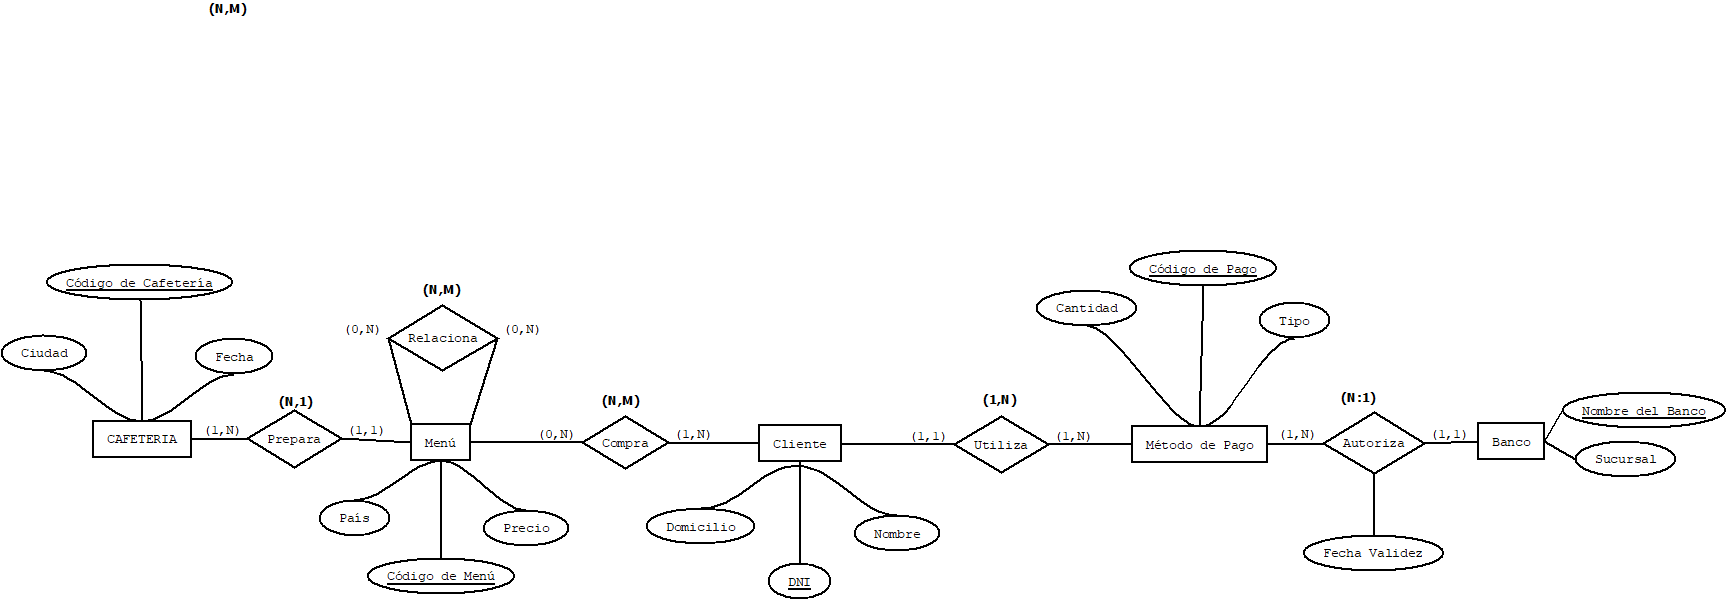 (N,M)
Código de Cafetería
Ciudad
Fecha
CAFETERIA
(1,N)
(N,1)
Prepara
(1,1)
(N,M)
(0,N)
Relaciona
(0,N)
Menú
País
Precio
Código de Menú
(0,N)
(N,M)
Compra
(1,N)
Cliente
Domicilio
Nombre
DNI
(1,1)
(1,N)
Utiliza
(1,N)
Código de Pago
Cantidad
Tipo
Método de Pago
(1,N)
(N:1)
Autoriza
(1,1)
Fecha Validez
Banco
Nombre del Banco
Sucursal